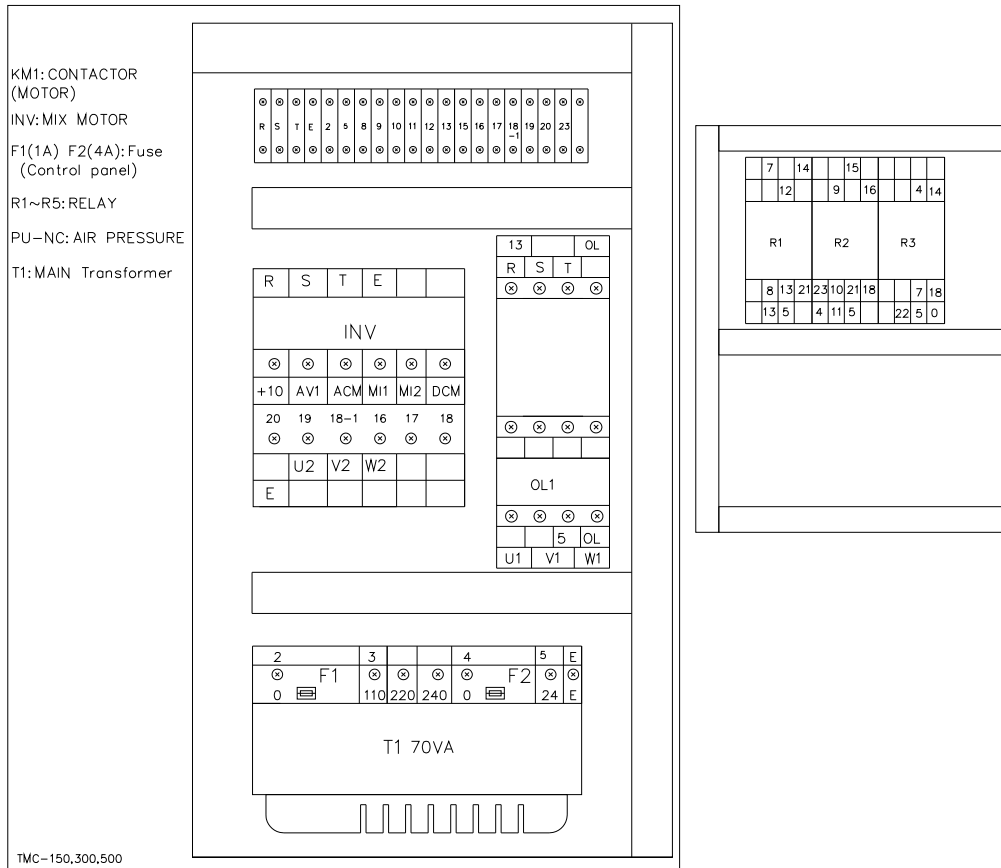 KM1: CONTACTOR
(MOTOR)
INV: MIX MOTOR
F1(1A) F2(4A): Fuse
(Control panel)
R1~R5: RELAY
PU-NC: AIR PRESSURE
T1: MAIN Transformer
R S T E 2 5 8 9 10 11 12 13 15 16 17 18-1 19 20 23
R S T E
INV
+10 AV1 ACM MI1 MI2 DCM
20 19 18-1 16 17 18
U2 V2 W2
E
13 OL
R S T
OL1
5 OL
U1 V1 W1
2 3 4 5 E
F1 F2
0 110 220 240 0 24 E
T1 70VA
7 14 15
12 9 16 4 14
R1 R2 R3
8 13 21 23 10 21 18 7 18
13 5 4 11 5 22 5 0
TMC-150,300,500